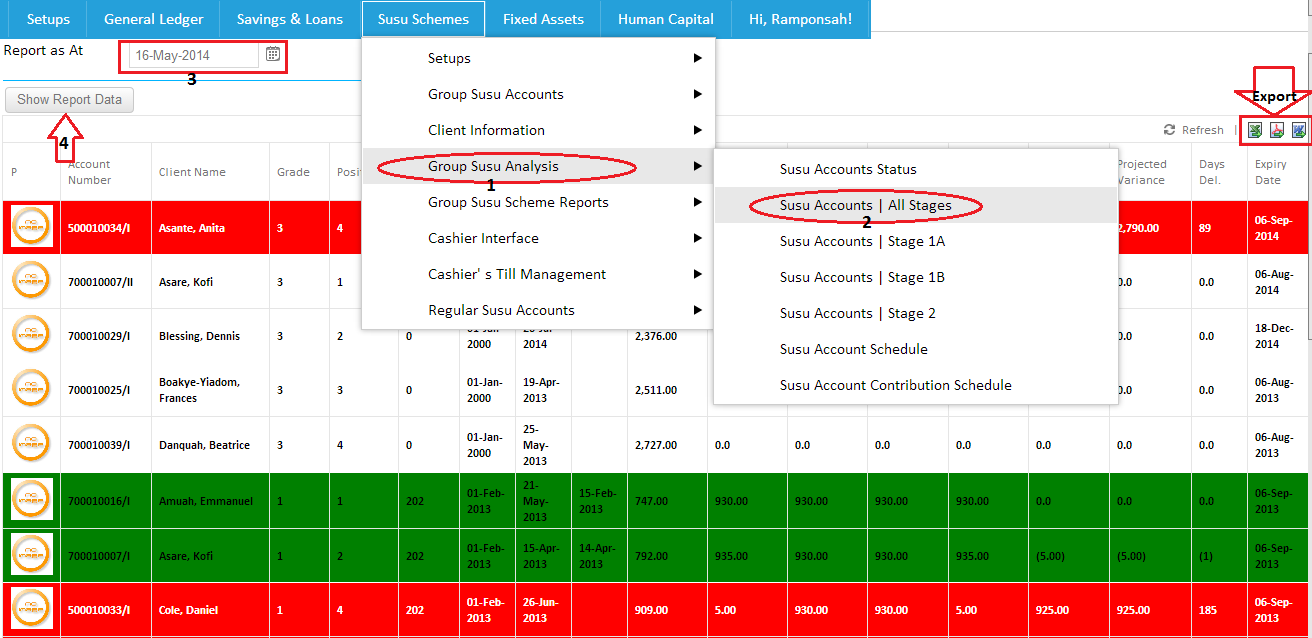 Setups General Ledger Savings & Loans Susu Schemes Fixed Assets Human Capital Hi, Ramponsah!
Report as At 16-May-2014
3
Show Report Data
4
Setups
Group Susu Accounts
Client Information
Group Susu Analysis
1
Group Susu Scheme Reports
Cashier Interface
Cashier' s Till Management
Regular Susu Accounts
Susu Accounts Status
Susu Accounts | All Stages
2
Susu Accounts | Stage 1A
Susu Accounts | Stage 1B
Susu Accounts | Stage 2
Susu Account Schedule
Susu Account Contribution Schedule
Export
Refresh
P Account Number Client Name Grade Projected Variance Days Del. Expiry Date
500010034/I Asante, Anita 3 4 2,790.00 89 06-Sep-2014
700010007/II Asare, Kofi 3 1 0.0 0.0 06-Aug-2014
700010029/I Blessing, Dennis 3 2 0 2000 2014 2,376.00 0.0 0.0 18-Dec-2014
700010025/I Boakye-Yiadom, Frances 3 3 0 01-Jan-2000 19-Apr-2013 2,511.00 0.0 0.0 06-Aug-2013
700010039/I Danquah, Beatrice 3 4 0 01-Jan-2000 25-May-2013 2,727.00 0.0 0.0 0.0 0.0 0.0 0.0 0.0 06-Aug-2013
700010016/I Amuah, Emmanuel 1 1 202 01-Feb-2013 21-May-2013 15-Feb-2013 747.00 930.00 930.00 930.00 930.00 0.0 0.0 0.0 06-Sep-2013
700010007/I Asare, Kofi 1 2 202 01-Feb-2013 15-Apr-2013 14-Apr-2013 792.00 935.00 930.00 930.00 935.00 (5.00) (5.00) (1) 06-Sep-2013
500010033/I Cole, Daniel 1 4 202 01-Feb-2013 26-Jun-2013 909.00 5.00 930.00 930.00 5.00 925.00 925.00 185 06-Sep-2013